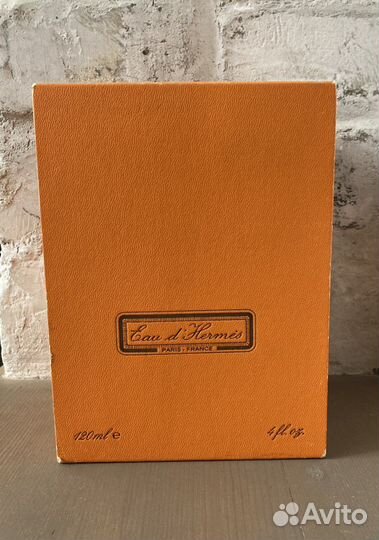 Eau d'Hermès
PARIS - FRANCE
120ml e 4 fl.oz.
Avito